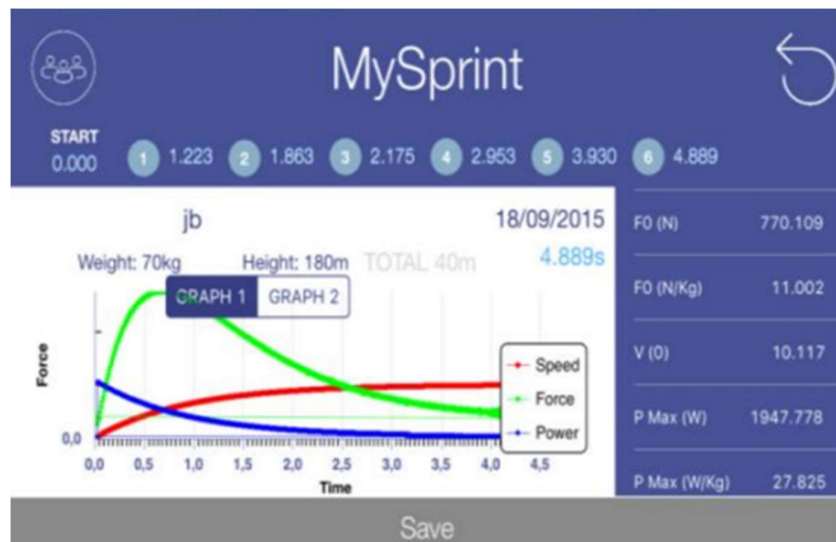 MySprint
START
0.000 1 1.223 2 1.863 3 2.175 4 2.953 5 3.930 6 4.889
jb 18/09/2015
Weight: 70kg Height: 180m TOTAL 40m 4.889s
GRAPH 1 GRAPH 2
Force
Speed
Force
Power
0,0
0,0 0,5 1,0 1,5 2,0 2,5 3,0 3,5 4,0 4,5
Time
F0 (N) 770.109
F0 (N/Kg) 11.002
V (0) 10.117
P Max (W) 1947.778
P Max (W/Kg) 27.825
Save